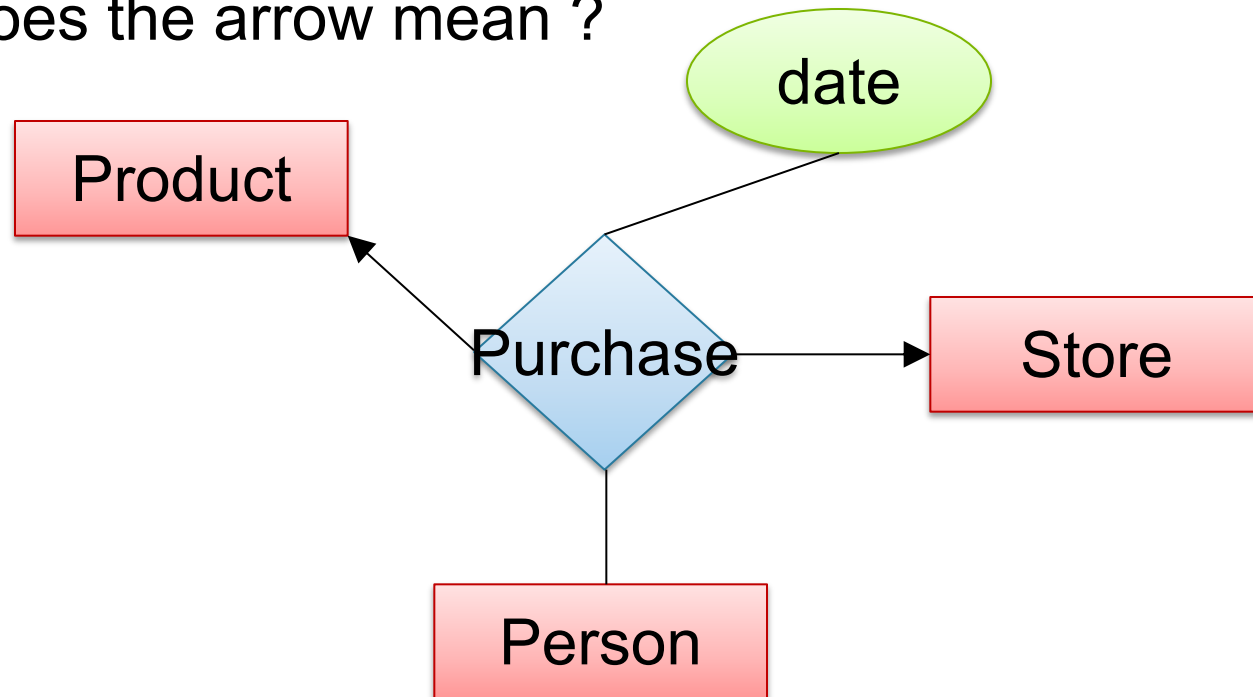 oes the arrow mean ?
date
Product
Purchase
Store
Person